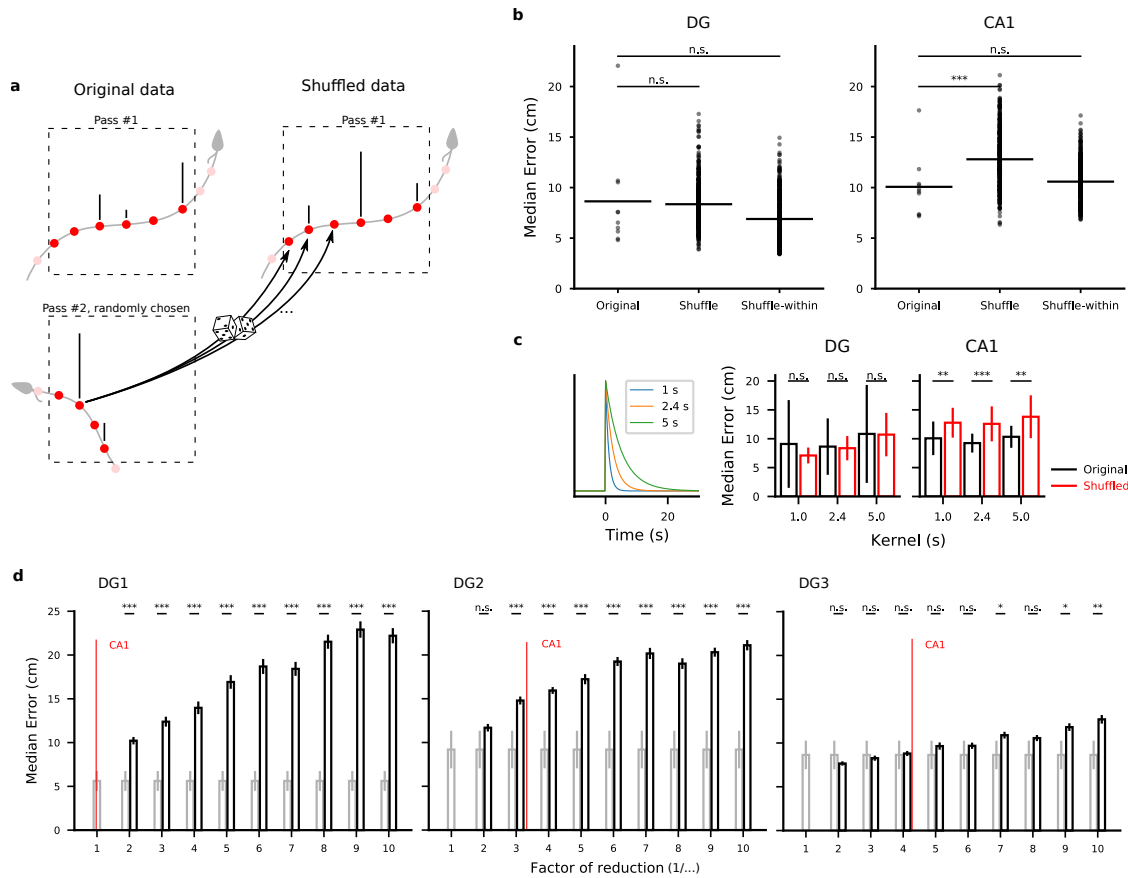 a
Original data
Shuffled data
Pass #1
Pass #1
Pass #2, randomly chosen
...
b
DG
CA1
n.s.
n.s.
n.s.
***
Median Error (cm)
20
15
10
5
0
20
15
10
5
0
Original
Shuffle
Shuffle-within
Original
Shuffle
Shuffle-within
c
DG
CA1
1 s
2.4 s
5 s
0
20
Time (s)
Median Error (cm)
20
15
10
5
0
n.s.
n.s.
n.s.
**
***
**
1.0
2.4
5.0
1.0
2.4
5.0
Kernel (s)
Original
Shuffled
d
DG1
DG2
DG3
Median Error (cm)
25
20
15
10
5
0
CA1
***
***
***
***
***
***
***
***
***
1
2
3
4
5
6
7
8
9
10
CA1
n.s.
***
***
***
***
***
***
***
***
1
2
3
4
5
6
7
8
9
10
CA1
n.s.
n.s.
n.s.
n.s.
n.s.
*
n.s.
*
**
1
2
3
4
5
6
7
8
9
10
Factor of reduction (1/...)